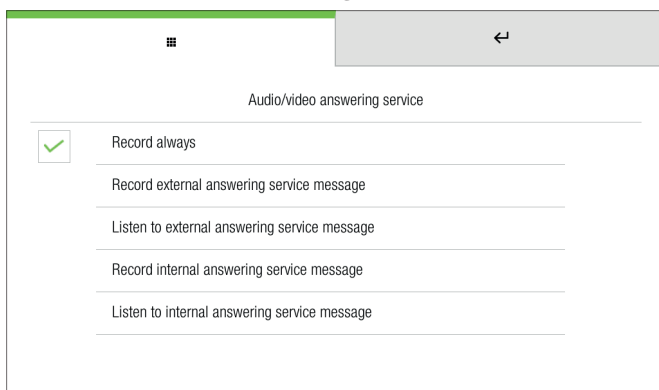 Audio/video answering service
Record always
Record external answering service message
Listen to external answering service message
Record internal answering service message
Listen to internal answering service message